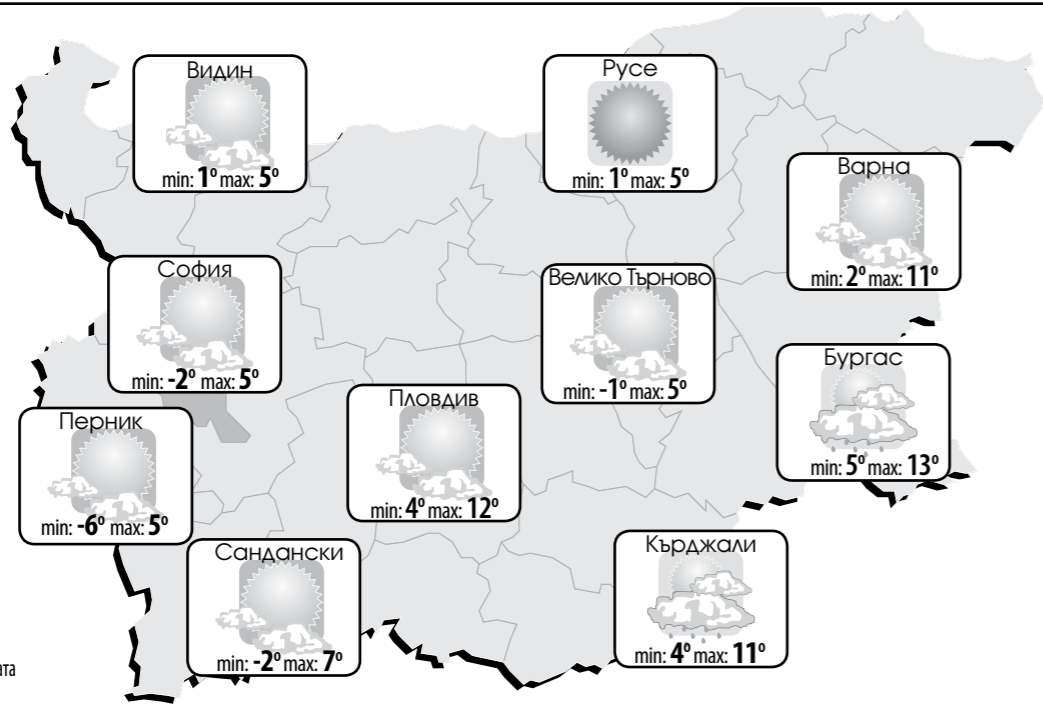 Видин
min: 1° max: 5°
Русе
min: 1° max: 5°
Варна
min: 2° max: 11°
София
min: -2° max: 5°
Велико Търново
min: -1° max: 5°
Бургас
min: 5° max: 13°
Перник
min: -6° max: 5°
Пловдив
min: 4° max: 12°
Сандански
min: -2° max: 7°
Кърджали
min: 4° max: 11°